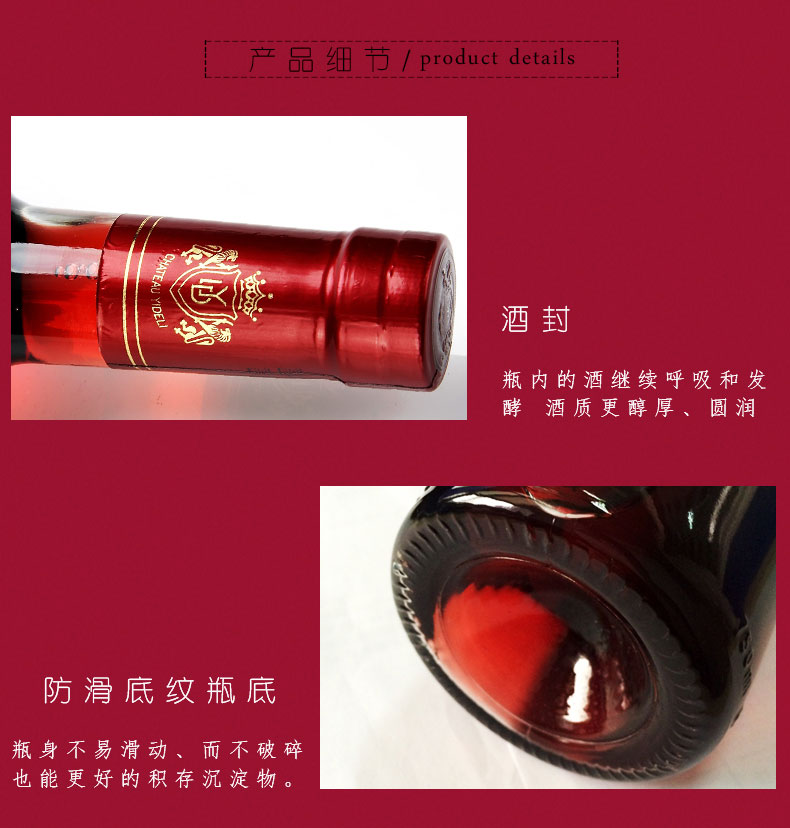 产品细节/product details
CHATEAU YIDELI
酒封
瓶内的酒继续呼吸和发
酵 酒质更醇厚、圆润
防滑底纹瓶底
瓶身不易滑动、而不破碎
也能更好的积存沉淀物。